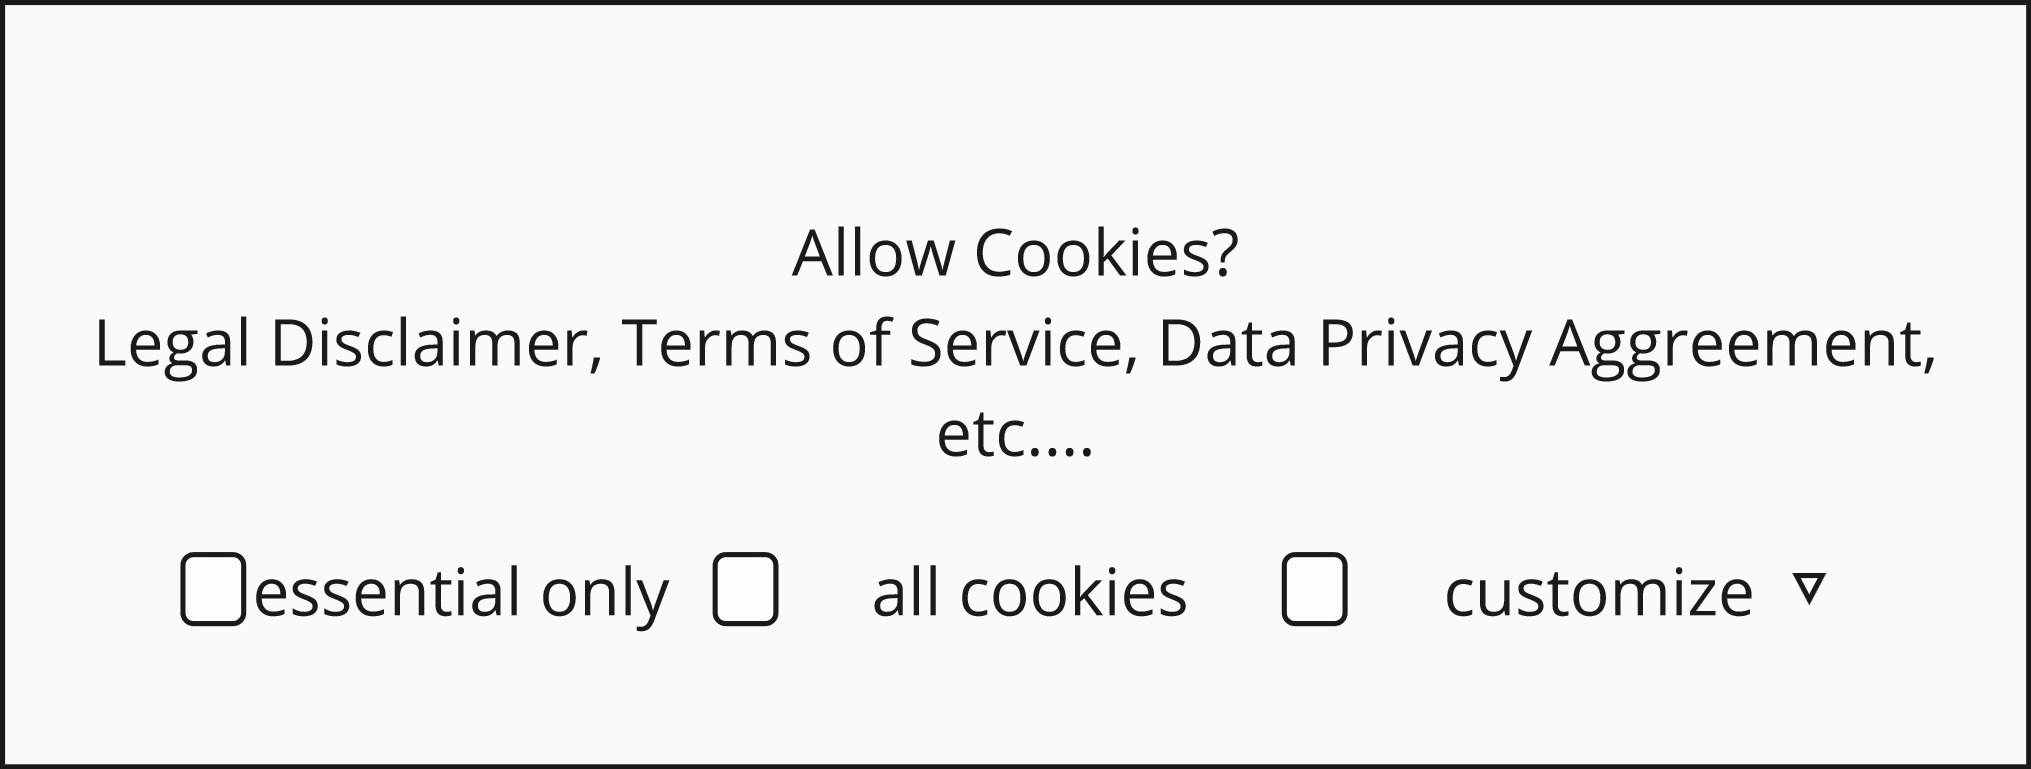 Allow Cookies?
Legal Disclaimer, Terms of Service, Data Privacy Aggreement,
etc....
essential only all cookies customize